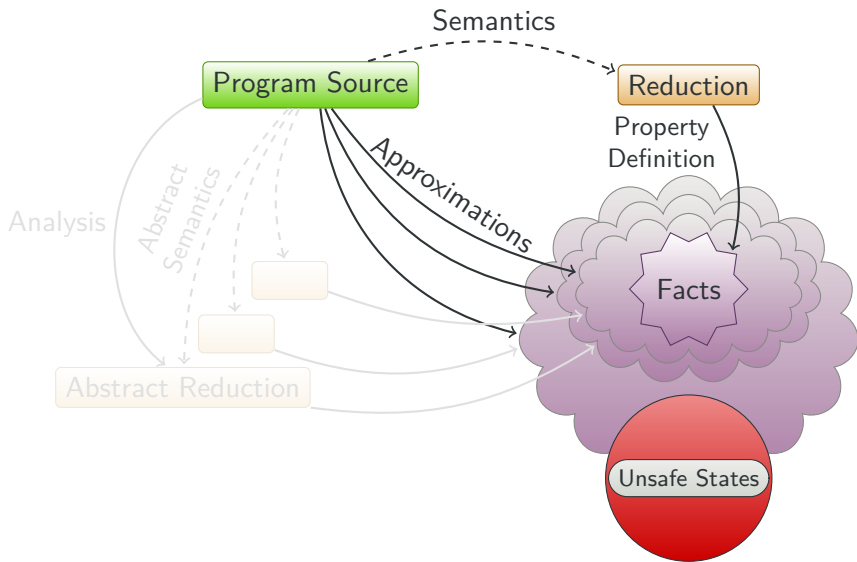 Semantics
Program Source
Reduction
Property
Definition
Approximations
Abstract
Semantics
Analysis
Facts
Abstract Reduction
Unsafe States